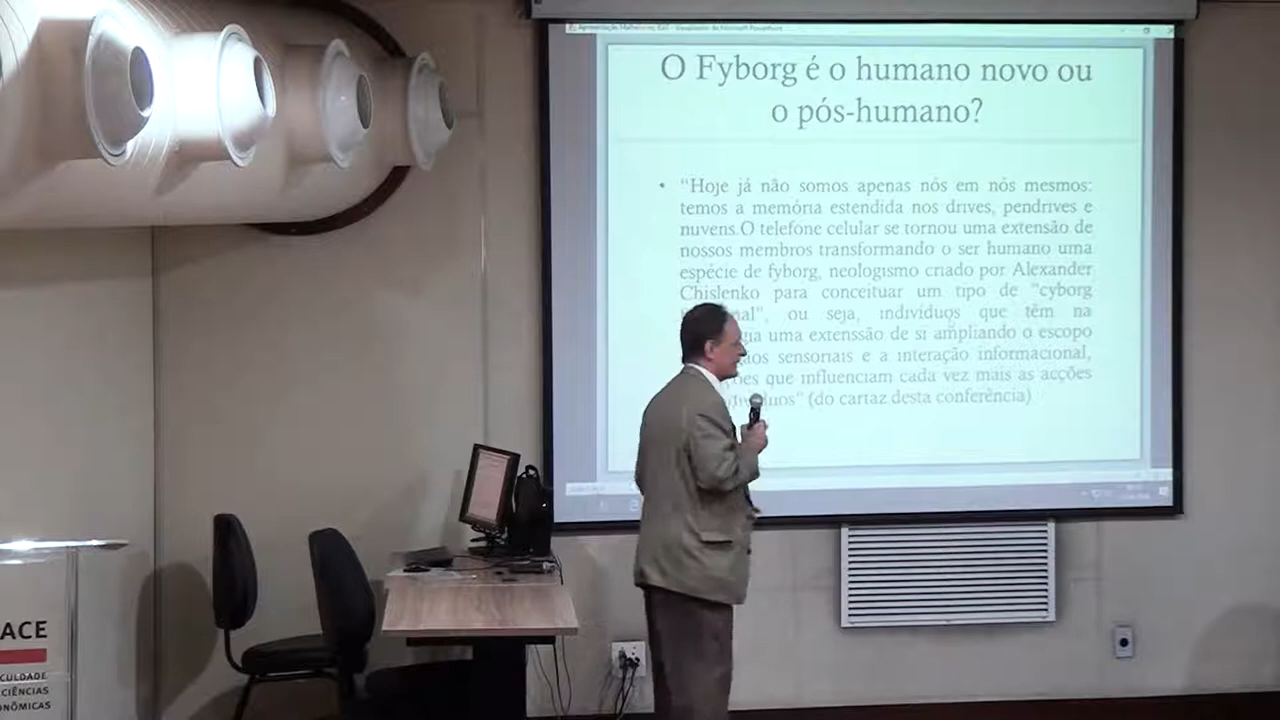 O Fyborg é o humano novo ou
o pós-humano?
• “Hoje já não somos apenas nós em nós mesmos:
temos a memória estendida nos drives, pendrives e
nuvens.O telefone celular se tornou uma extensão de
nossos membros transformando o ser humano uma
espécie de fyborg, neologismo criado por Alexander
Chislenko para conceituar um tipo de “cyborg
ou seja, indivíduos que têm na
uma extenssão de si ampliando o escopo
sensoriais e a interação informacional,
que influenciam cada vez mais as acções
(do cartaz desta conferência)
ACE
CULDADE
CIÊNCIAS
NÔMICAS